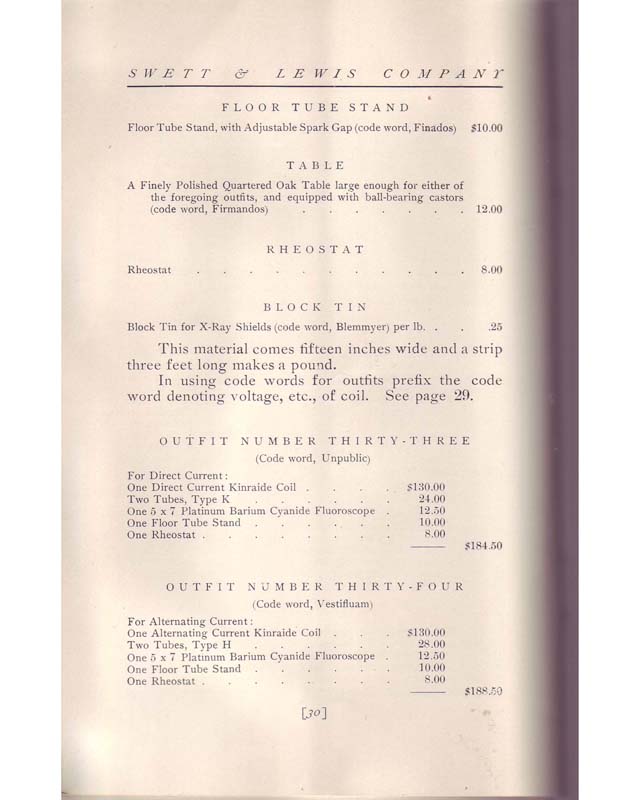 SWETT & LEWIS COMPANY
FLOOR TUBE STAND
Floor Tube Stand, with Adjustable Spark Gap (code word, Finados) $10.00
TABLE
A Finely Polished Quartered Oak Table large enough for either of
the foregoing outfits, and equipped with ball-bearing castors
(code word, Firmandos) . . . . . . . 12.00
RHEOSTAT
Rheostat . . . . . . . . . . . 8.00
BLOCK TIN
Block Tin for X-Ray Shields (code word, Blemmyer) per lb. . . .25
This material comes fifteen inches wide and a strip
three feet long makes a pound.
In using code words for outfits prefix the code
word denoting voltage, etc., of coil. See page 29.
OUTFIT NUMBER THIRTY-THREE
(Code word, Unpublic)
For Direct Current:
One Direct Current Kinraide Coil . . . . $130.00
Two Tubes, Type K . . . . . . 24.00
One 5 x 7 Platinum Barium Cyanide Fluoroscope . 12.50
One Floor Tube Stand . . . . . . 10.00
One Rheostat . . . . . . . . 8.00
$184.50
OUTFIT NUMBER THIRTY-FOUR
(Code word, Vestifluam)
For Alternating Current:
One Alternating Current Kinraide Coil . . . $130.00
Two Tubes, Type H . . . . . . 28.00
One 5 x 7 Platinum Barium Cyanide Fluoroscope . 12.50
One Floor Tube Stand . . . . . . 10.00
One Rheostat . . . . . . . . 8.00
$188.50
[30]